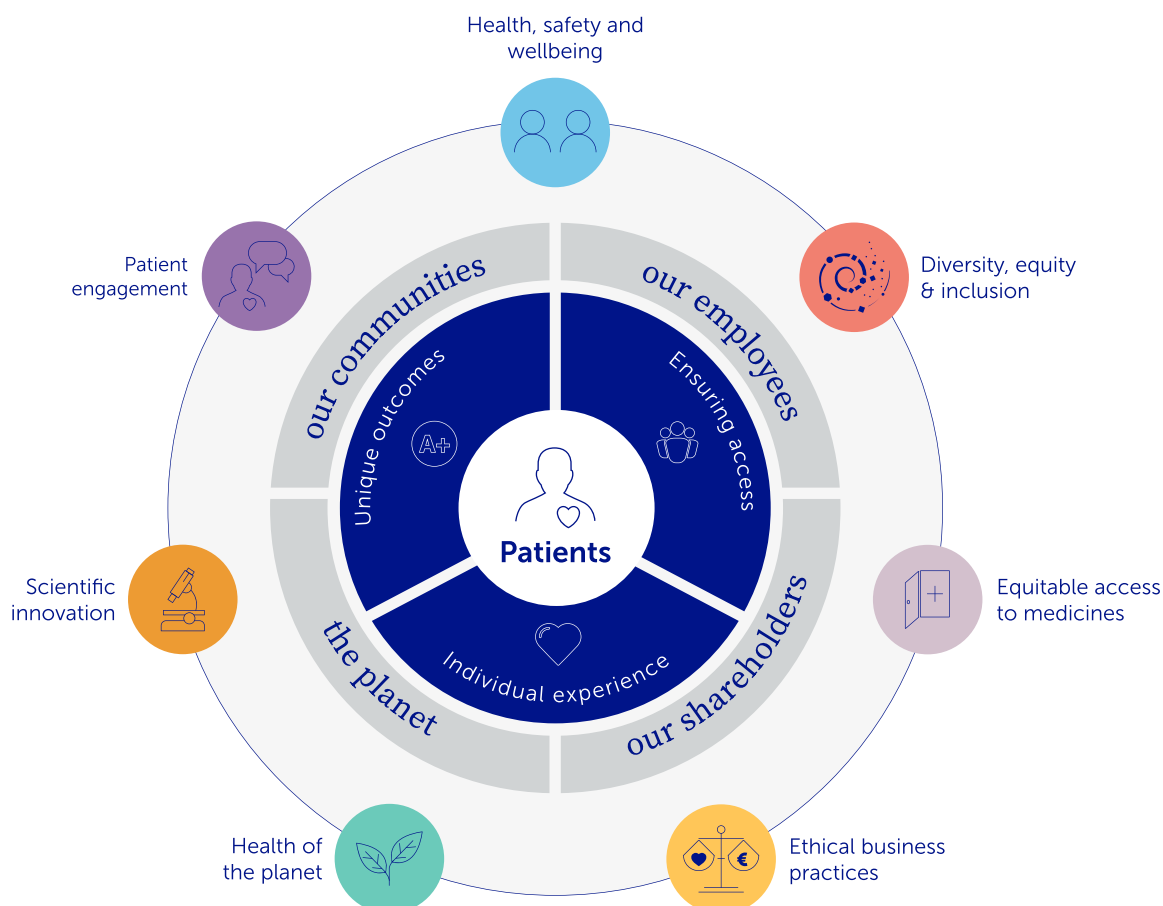 Health, safety and
wellbeing
Patient
engagement
Diversity, equity
& inclusion
our communities
our employees
Unique outcomes
A+
Ensuring access
Patients
Scientific
innovation
Equitable access
to medicines
Individual experience
the planet
our shareholders
Health of
the planet
€
Ethical business
practices